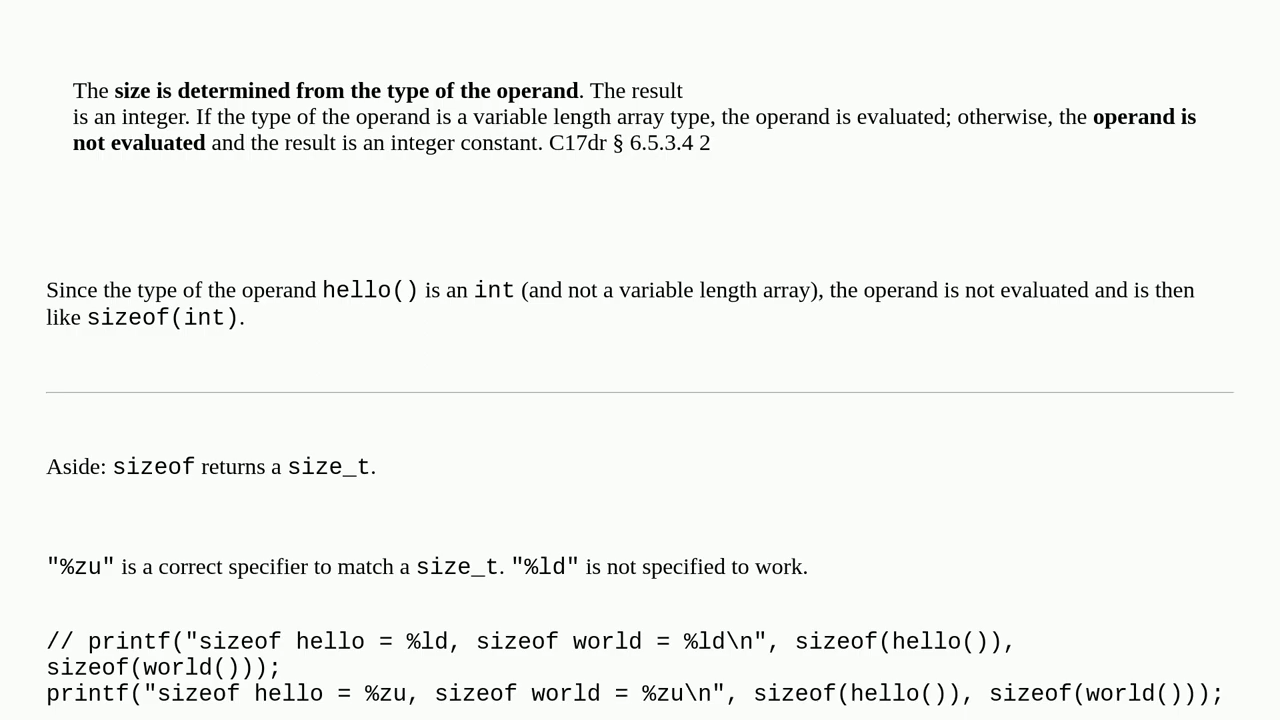 The size is determined from the type of the operand. The result
is an integer. If the type of the operand is a variable length array type, the operand is evaluated; otherwise, the operand is
not evaluated and the result is an integer constant. C17dr § 6.5.3.4 2
Since the type of the operand hello() is an int (and not a variable length array), the operand is not evaluated and is then
like sizeof(int).
Aside: sizeof returns a size_t.
"%zu" is a correct specifier to match a size_t. "%ld" is not specified to work.
// printf("sizeof hello = %ld, sizeof world = %ld\n", sizeof(hello()),
sizeof(world()));
printf("sizeof hello = %zu, sizeof world = %zu\n", sizeof(hello()), sizeof(world()));